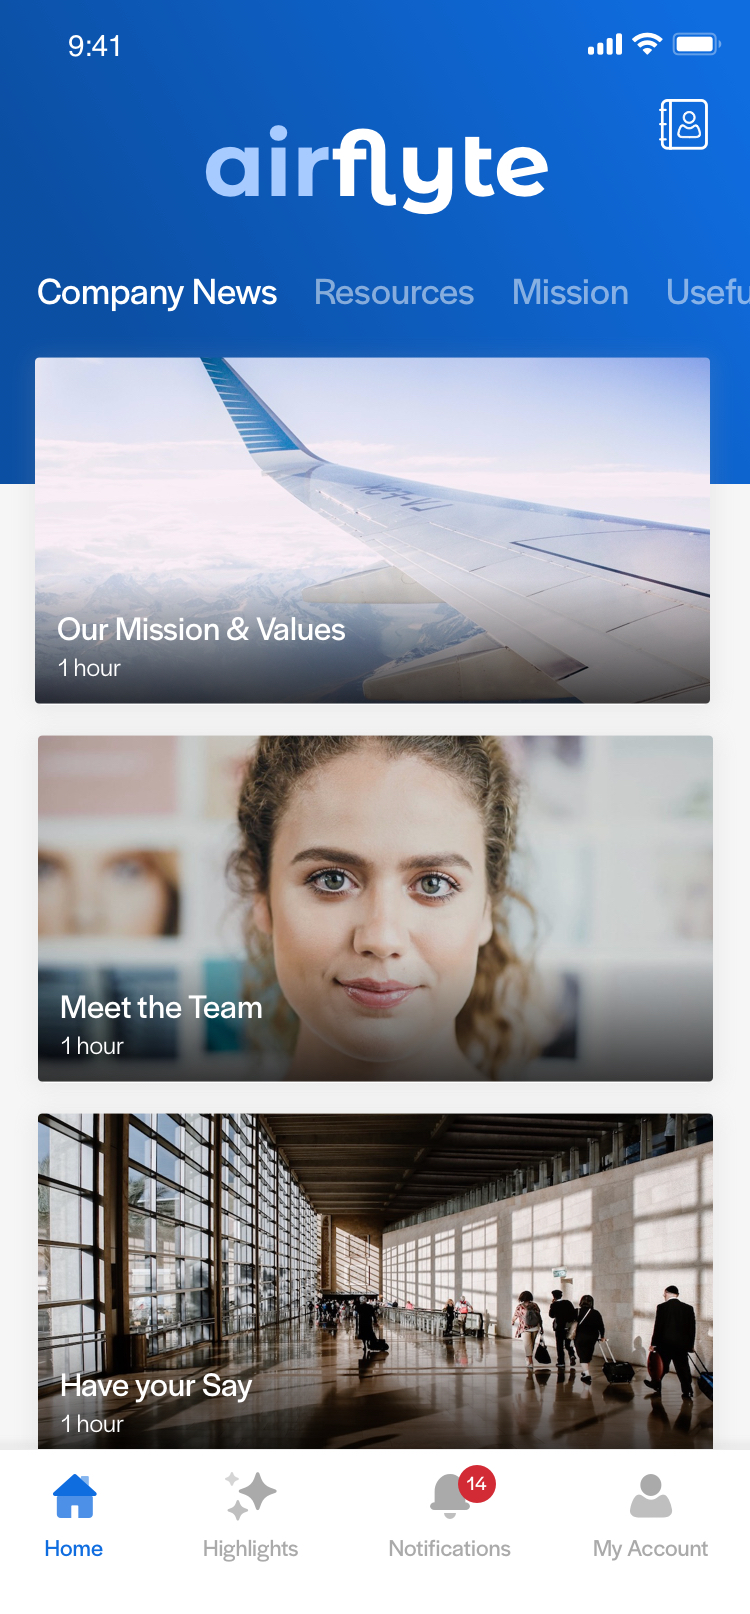 9:41
airflyte
Company News Resources Mission Usefu
Our Mission & Values
1 hour
Meet the Team
1 hour
Have your Say
1 hour
14
Home Highlights Notifications My Account